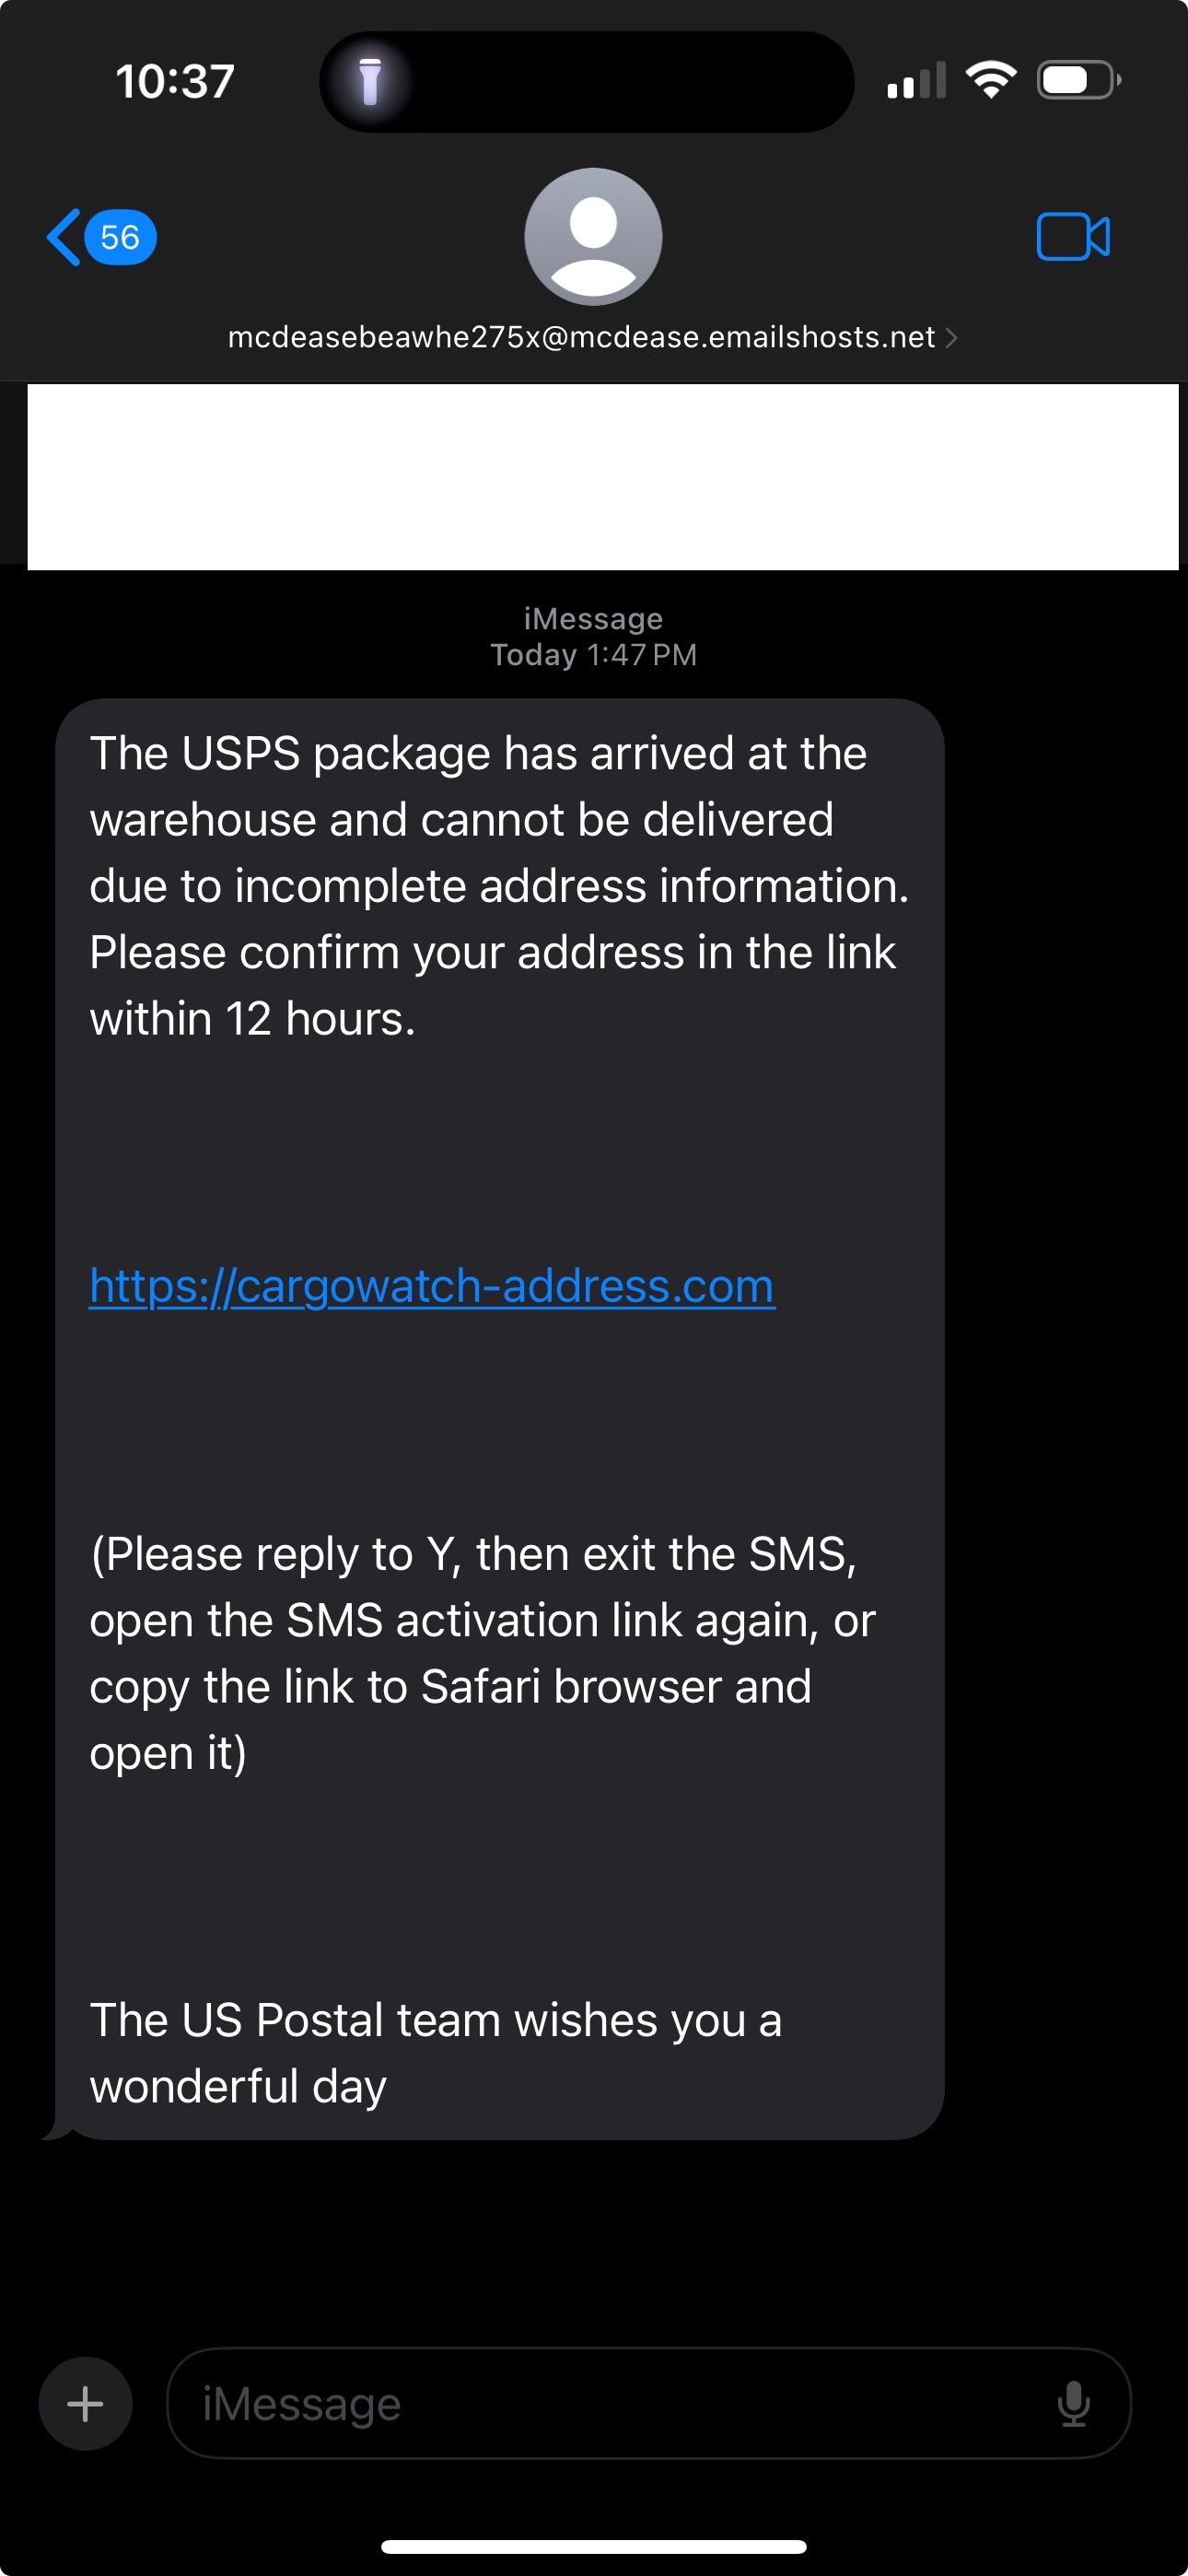 10:37
56
mcdeasebeawhe275x@mcdease.emailshosts.net
iMessage
Today 1:47 PM
The USPS package has arrived at the
warehouse and cannot be delivered
due to incomplete address information.
Please confirm your address in the link
within 12 hours.
https://cargowatch-address.com
(Please reply to Y, then exit the SMS,
open the SMS activation link again, or
copy the link to Safari browser and
open it)
The US Postal team wishes you a
wonderful day
iMessage